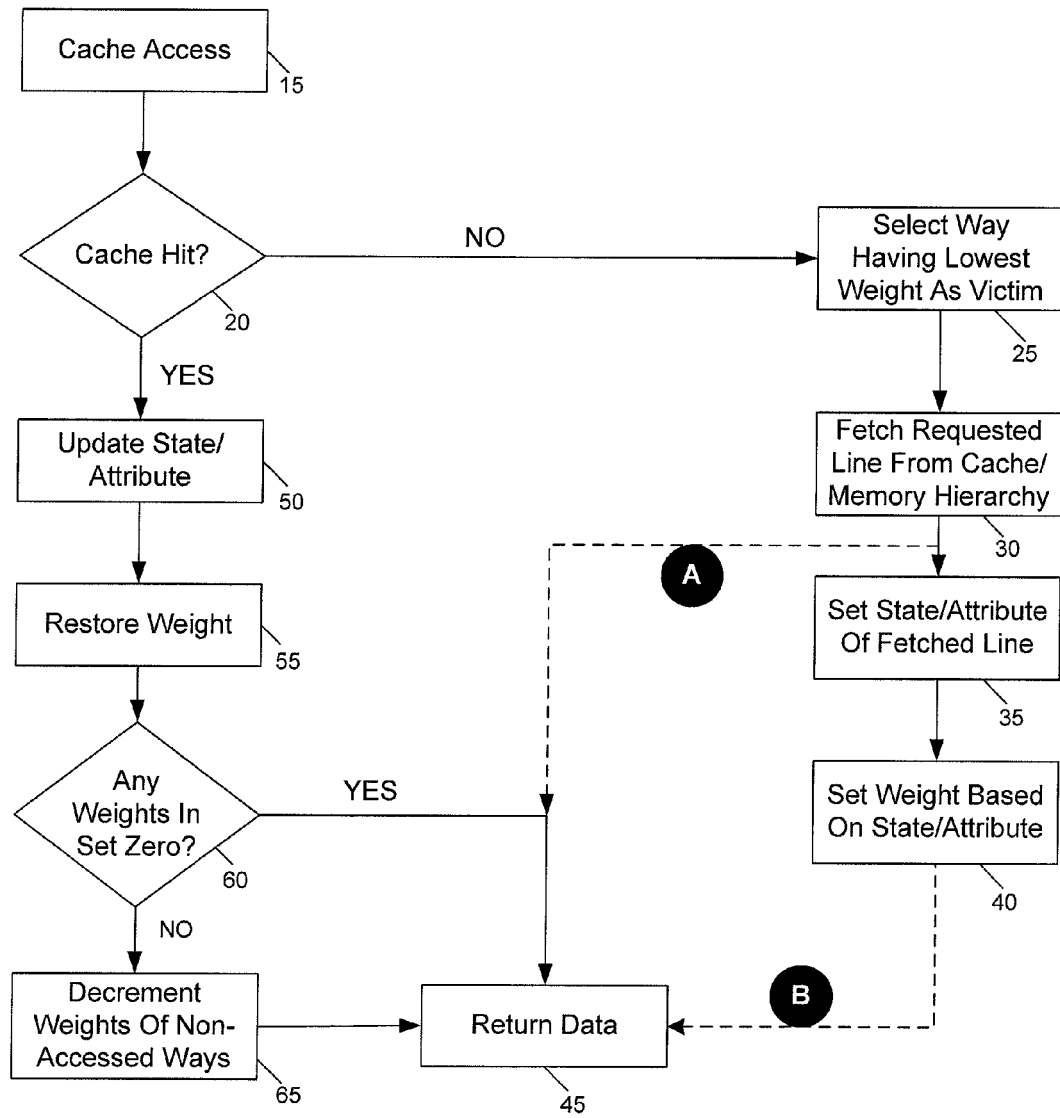 Cache Access
15
Cache Hit?
20
NO
YES
Select Way
Having Lowest
Weight As Victim
25
Update State/
Attribute
50
Fetch Requested
Line From Cache/
Memory Hierarchy
30
A
Restore Weight
55
Set State/Attribute
Of Fetched Line
35
Any
Weights In
Set Zero?
60
YES
NO
Set Weight Based
On State/Attribute
40
B
Decrement
Weights Of Non-
Accessed Ways
65
Return Data
45